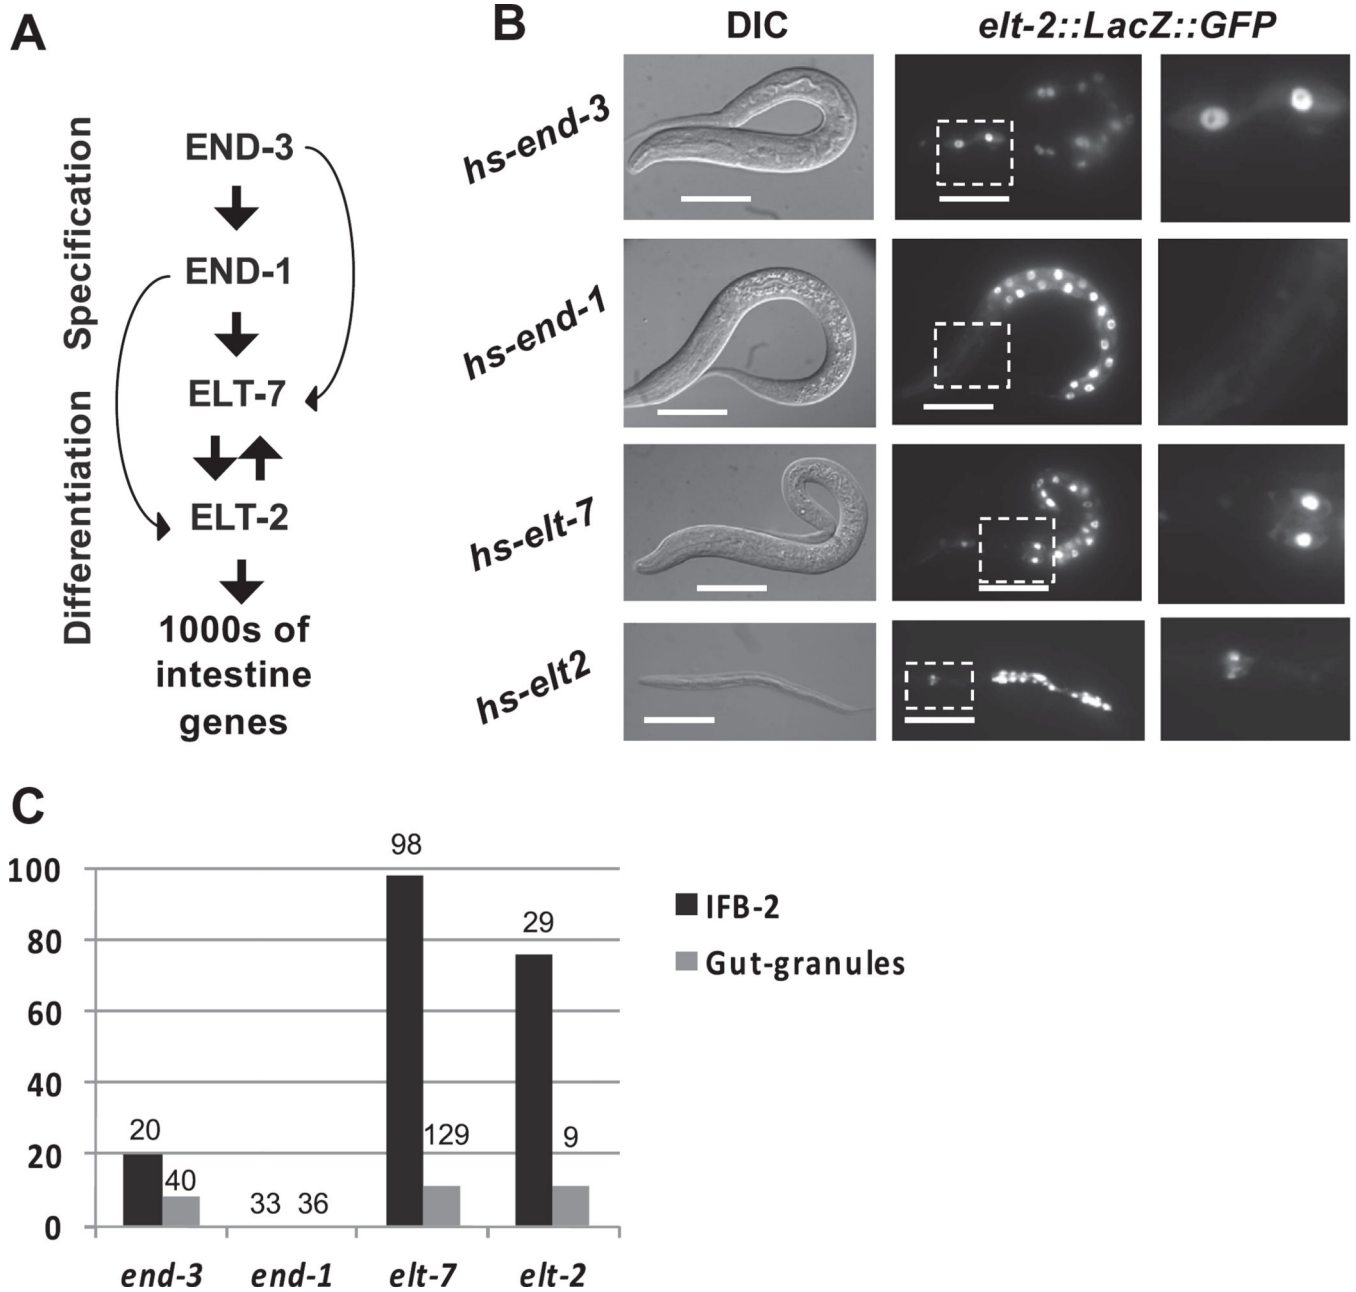 A
Specification
Differentiation
END-3
END-1
ELT-7
ELT-2
1000s of
intestine
genes
B
DIC
elt-2::LacZ::GFP
hs-end-3
hs-end-1
hs-elt-7
hs-elt2
C
100
80
60
40
20
0
20
40
33
36
98
129
29
9
end-3
end-1
elt-7
elt-2
IFB-2
Gut-granules